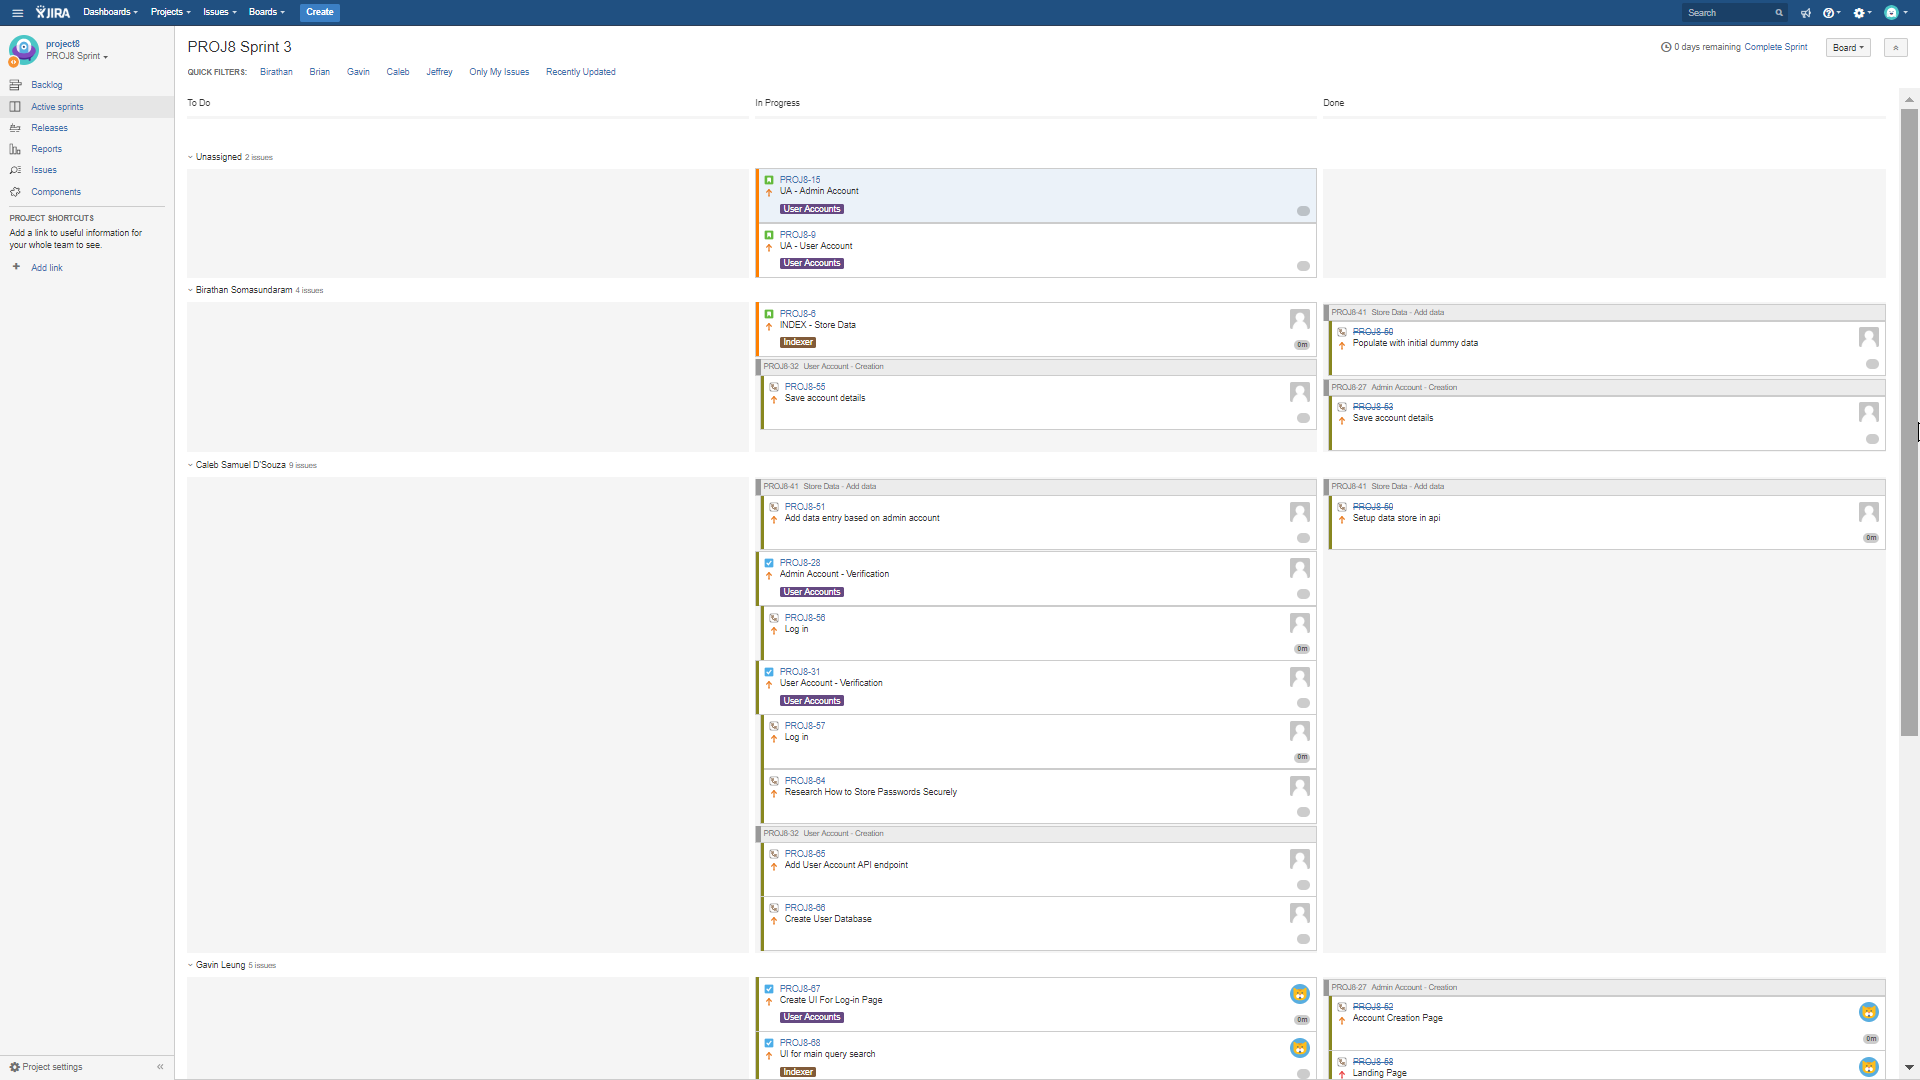 JIRA Dashboards Projects Issues Boards Create Search
project8
PROJ8 Sprint
Backlog
Active sprints
Releases
Reports
Issues
Components
PROJECT SHORTCUTS
Add a link to useful information for
your whole team to see.
Add link
Project settings
PROJ8 Sprint 3
0 days remaining Complete Sprint Board
QUICK FILTERS: Birathan Brian Gavin Caleb Jeffrey Only My Issues Recently Updated
To Do In Progress Done
Unassigned 2 issues
PROJ8-15
UA - Admin Account
User Accounts
PROJ8-9
UA - User Account
User Accounts
Birathan Somasundaram 4 issues
PROJ8-6
INDEX - Store Data
Indexer
0m
PROJ8-32 User Account - Creation
PROJ8-55
Save account details
PROJ8-41 Store Data - Add data
Populate with initial dummy data
PROJ8-27 Admin Account - Creation
PROJ8-53
Save account details
Caleb Samuel D'Souza 9 issues
PROJ8-41 Store Data - Add data
PROJ8-51
Add data entry based on admin account
PROJ8-28
Admin Account - Verification
User Accounts
PROJ8-56
Log in
0m
PROJ8-31
User Account - Verification
User Accounts
PROJ8-57
Log in
0m
PROJ8-64
Research How to Store Passwords Securely
PROJ8-32 User Account - Creation
PROJ8-65
Add User Account API endpoint
PROJ8-66
Create User Database
PROJ8-41 Store Data - Add data
Setup data store in api
0m
Gavin Leung 5 issues
PROJ8-67
Create UI For Log-in Page
User Accounts
0m
PROJ8-68
UI for main query search
Indexer
PROJ8-27 Admin Account - Creation
PROJ8-52
Account Creation Page
0m
PROJ8-58
Landing Page